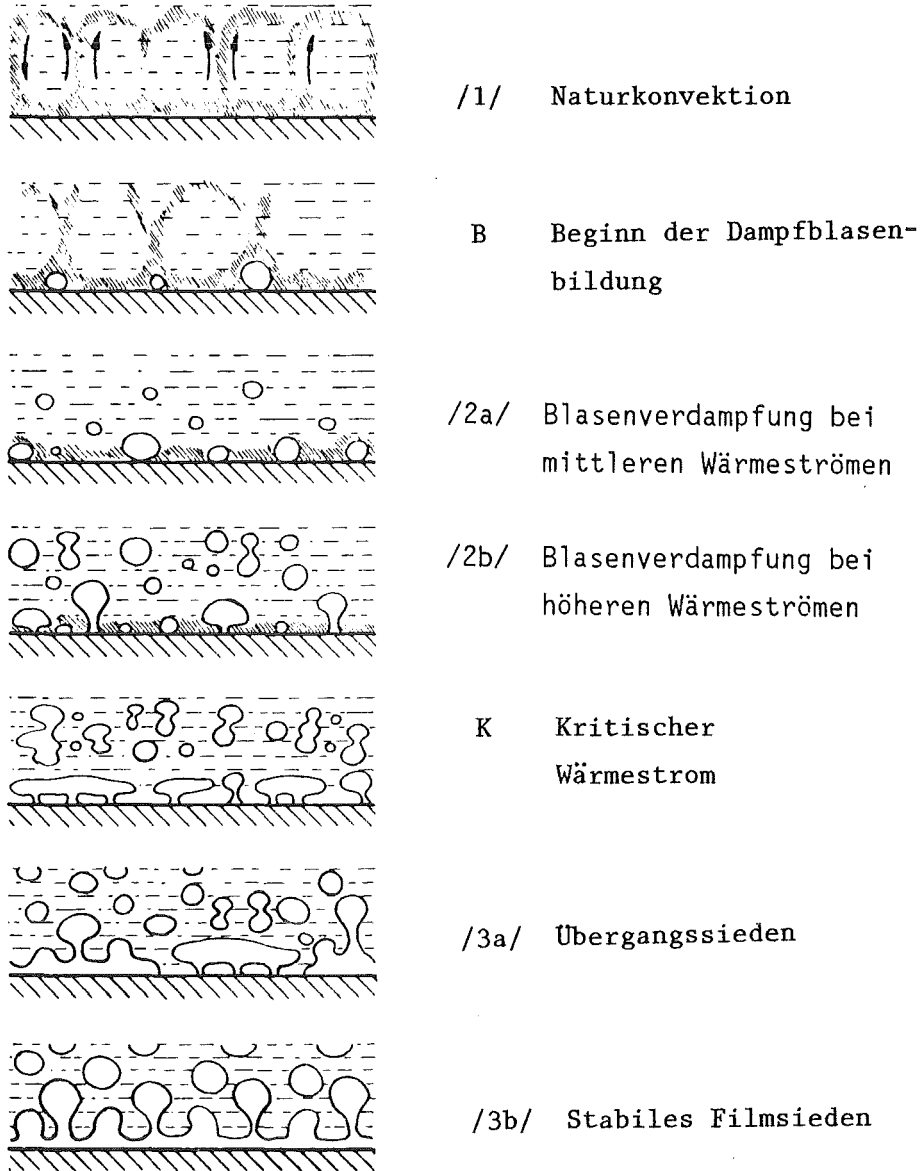 /1/ Naturkonvektion
B Beginn der Dampfblasen-
bildung
/2a/ Blasenverdampfung bei
mittleren Wärmeströmen
/2b/ Blasenverdampfung bei
höheren Wärmeströmen
K Kritischer
Wärmestrom
/3a/ Übergangssieden
/3b/ Stabiles Filmsieden